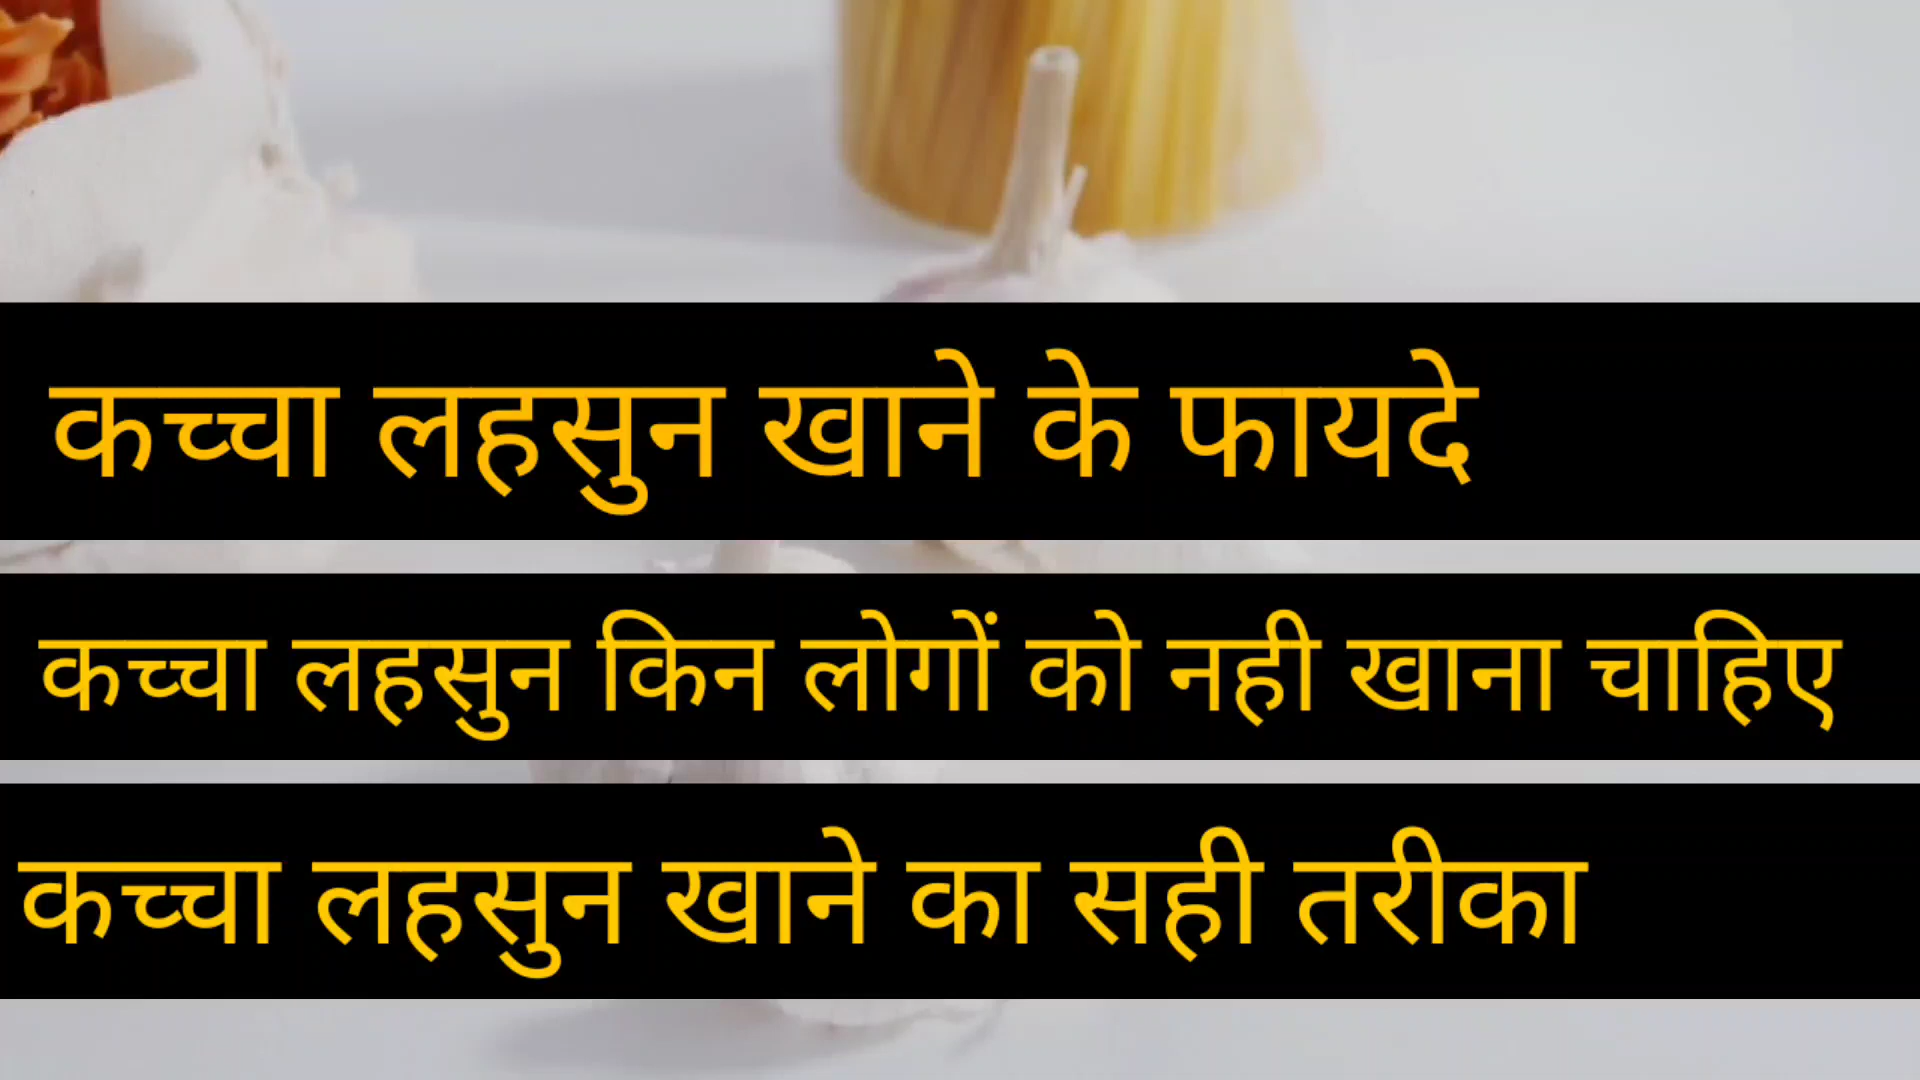 कच्चा लहसुन खाने के फायदे
कच्चा लहसुन किन लोगों को नही खाना चाहिए
कच्चा लहसुन खाने का सही तरीका